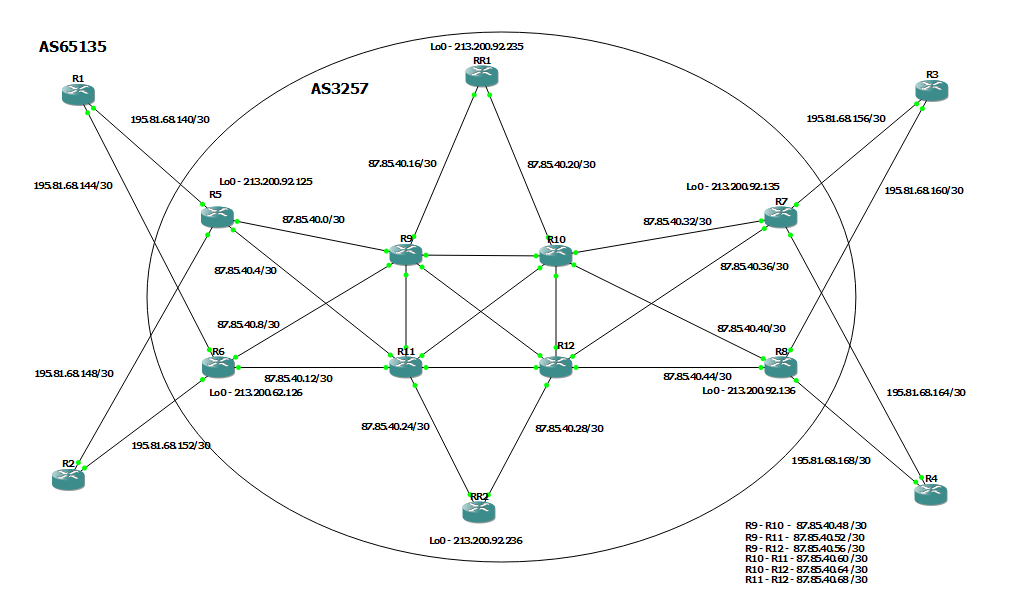 AS65135
Lo0 - 213.200.92.235
RR1
R1
R3
AS3257
195.81.68.140/30
195.81.68.156/30
87.85.40.16/30
87.85.40.20/30
195.81.68.144/30
Lo0 - 213.200.92.125
Lo0 - 213.200.92.135
195.81.68.160/30
R5
R7
87.85.40.0/30
87.85.40.32/30
R9
R10
87.85.40.4/30
87.85.40.36/30
87.85.40.8/30
87.85.40.40/30
R6
R11
R12
R8
195.81.68.148/30
87.85.40.12/30
87.85.40.44/30
Lo0 - 213.200.62.126
Lo0 - 213.200.92.136
195.81.68.164/30
87.85.40.24/30
87.85.40.28/30
195.81.68.152/30
R2
195.81.68.168/30
R4
RR2
Lo0 - 213.200.92.236
R9 - R10 - 87.85.40.48 /30
R9 - R11 - 87.85.40.52 /30
R9 - R12 - 87.85.40.56 /30
R10 - R11 - 87.85.40.60 /30
R10 - R12 - 87.85.40.64 /30
R11 - R12 - 87.85.40.68 /30